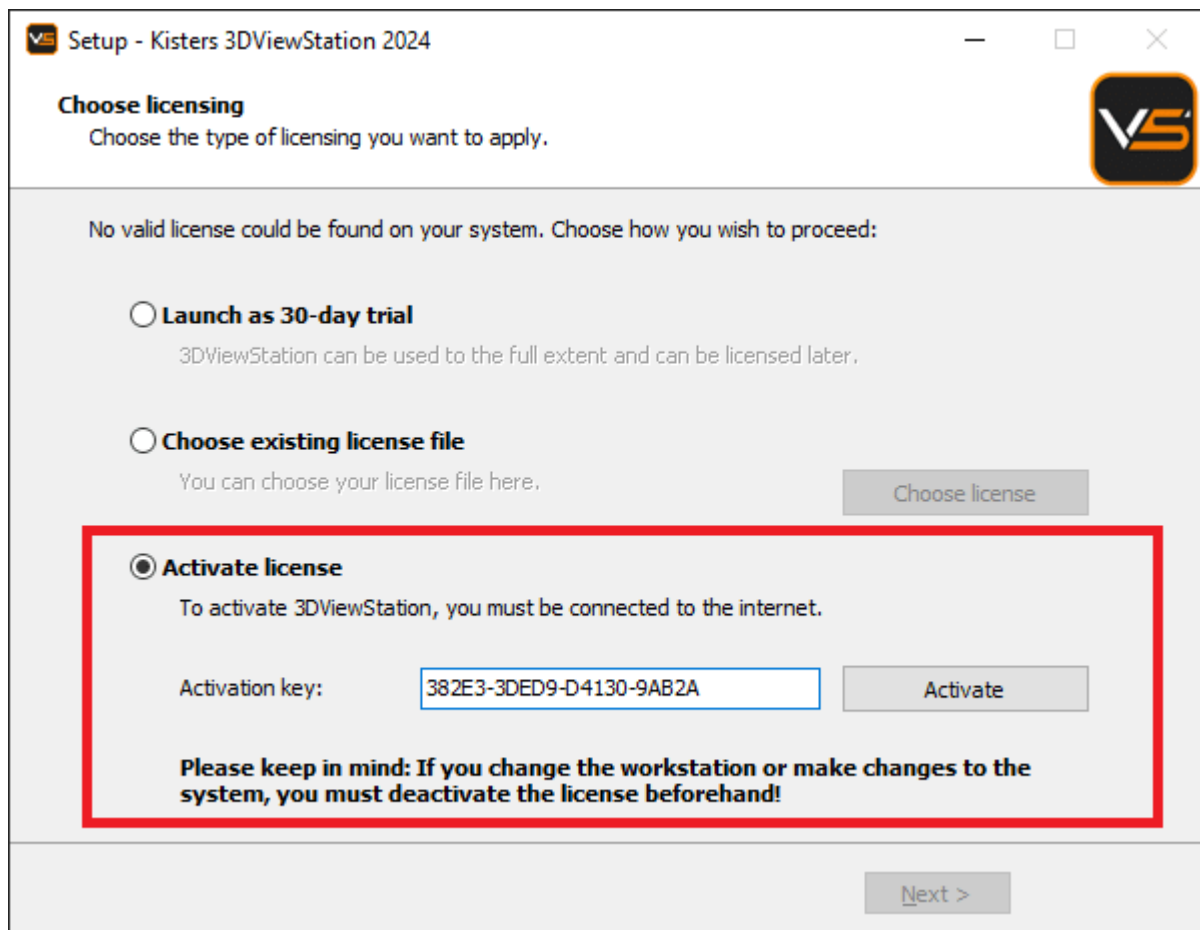 Setup - Kisters 3DViewStation 2024
Choose licensing
Choose the type of licensing you want to apply.
VS
No valid license could be found on your system. Choose how you wish to proceed:
Launch as 30-day trial
3DViewStation can be used to the full extent and can be licensed later.
Choose existing license file
You can choose your license file here.
Choose license
Activate license
To activate 3DViewStation, you must be connected to the internet.
Activation key: 382E3-3DED9-D4130-9AB2A Activate
Please keep in mind: If you change the workstation or make changes to the
system, you must deactivate the license beforehand!
Next >